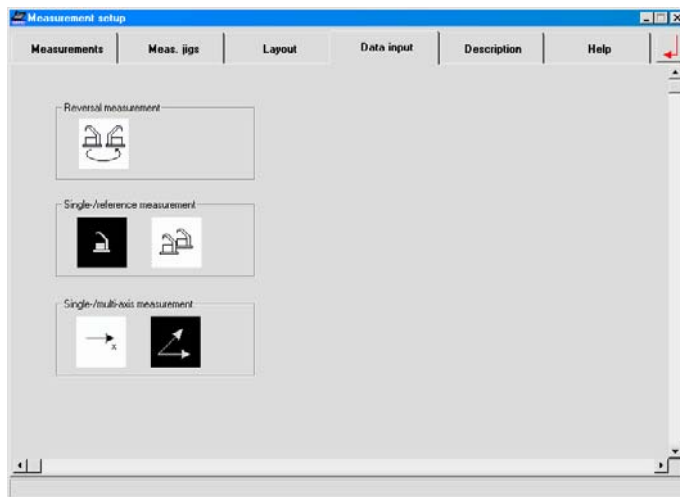 Measurement setup
Measurements Meas. jigs Layout Data input Description Help
Reversal measurement
Single-/reference measurement
Single-/multi-axis measurement
x